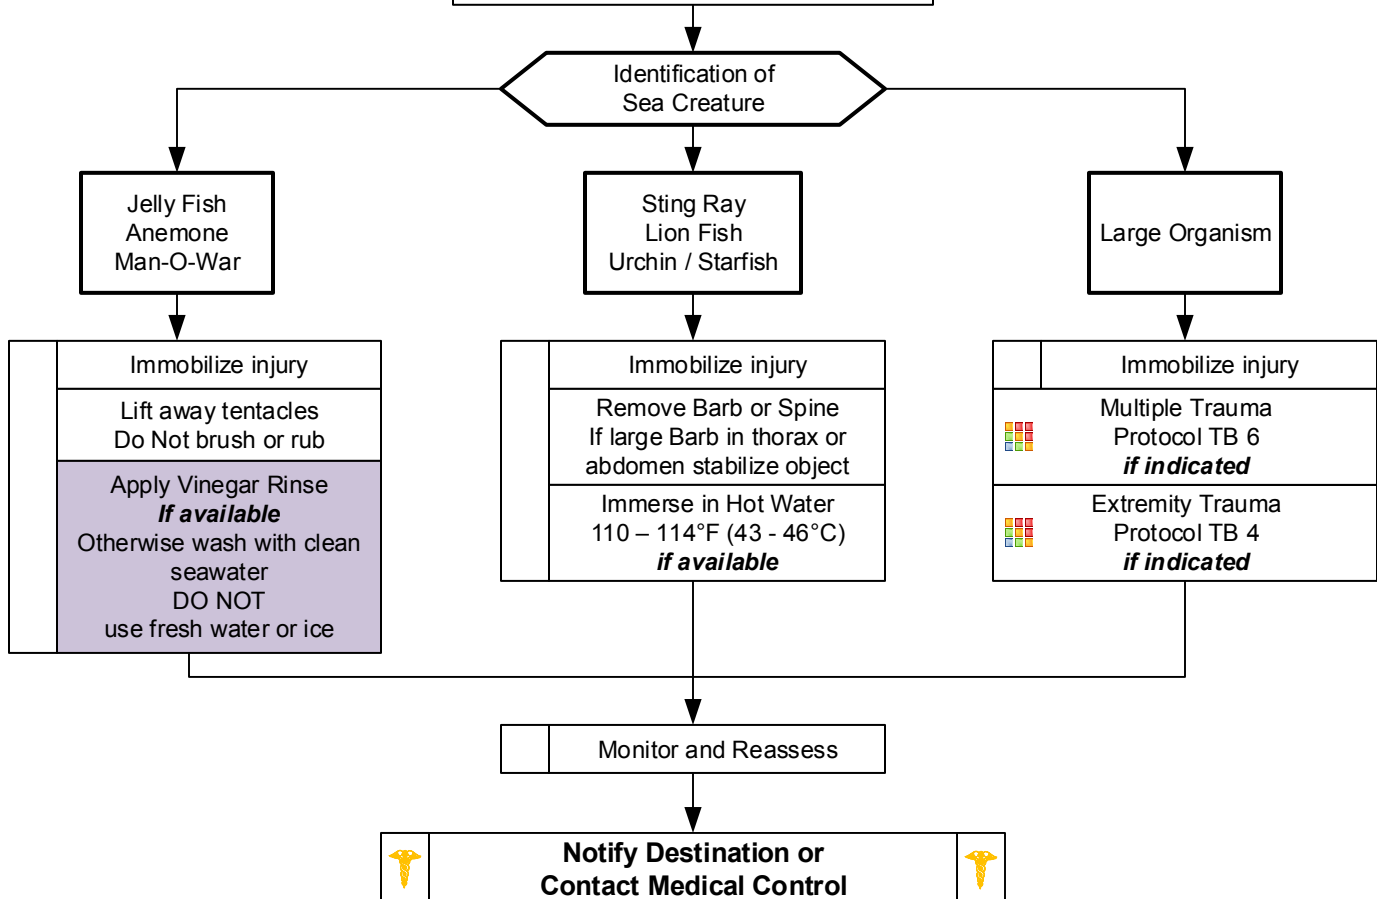 Identification of
Sea Creature
Jelly Fish
Anemone
Man-O-War
Sting Ray
Lion Fish
Urchin / Starfish
Large Organism
Immobilize injury
Lift away tentacles
Do Not brush or rub
Apply Vinegar Rinse
If available
Otherwise wash with clean
seawater
DO NOT
use fresh water or ice
Immobilize injury
Remove Barb or Spine
If large Barb in thorax or
abdomen stabilize object
Immerse in Hot Water
110 – 114°F (43 - 46°C)
if available
Immobilize injury
Multiple Trauma
Protocol TB 6
if indicated
Extremity Trauma
Protocol TB 4
if indicated
Monitor and Reassess
Notify Destination or
Contact Medical Control